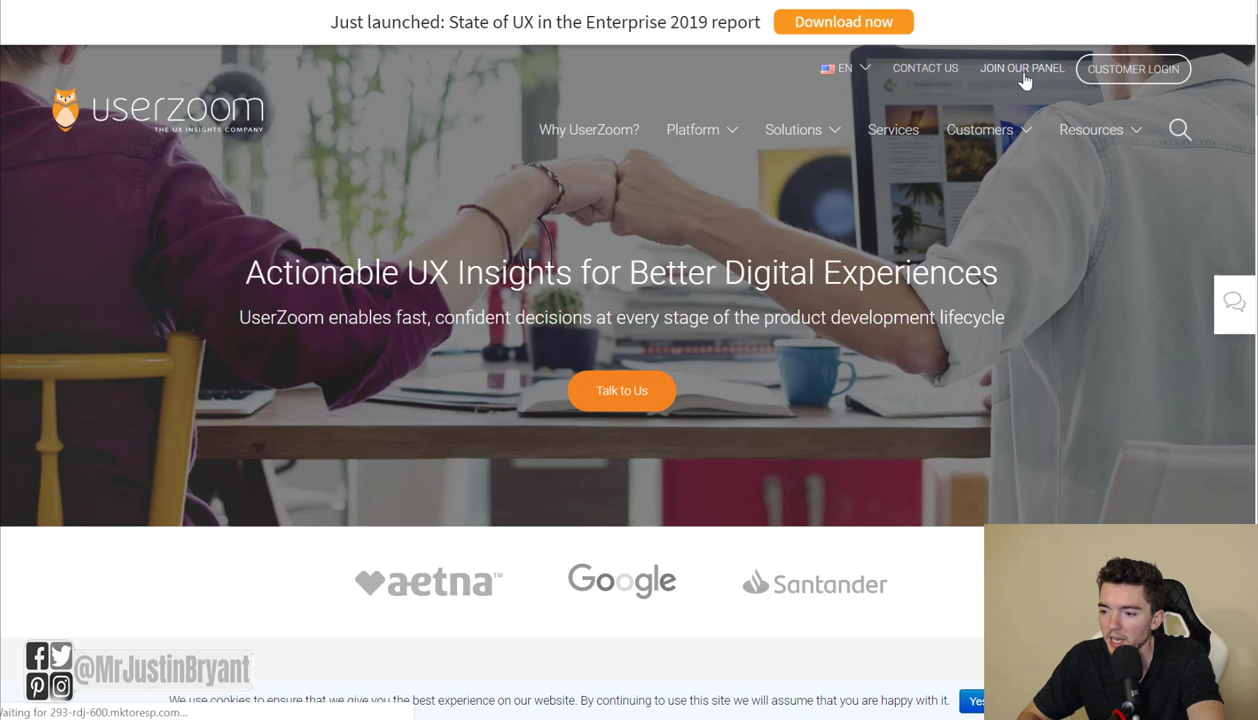 Just launched: State of UX in the Enterprise 2019 report Download now
EN CONTACT US JOIN OUR PANEL CUSTOMER LOGIN
userzoom
THE UX INSIGHTS COMPANY
Why UserZoom? Platform Solutions Services Customers Resources
Actionable UX Insights for Better Digital Experiences
UserZoom enables fast, confident decisions at every stage of the product development lifecycle
Talk to Us
aetna™ Google Santander
@MrJustinBryant
We use cookies to ensure that we give you the best experience on our website. By continuing to use this site we will assume that you are happy with it. Yes
Waiting for 293-rdj-600.mktoresp.com...